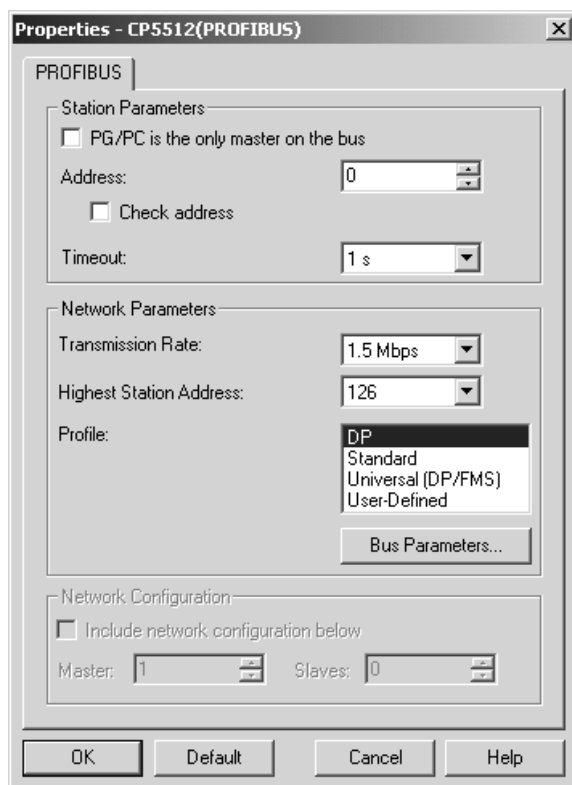 Properties - CP5512(PROFIBUS)
PROFIBUS
Station Parameters
PG/PC is the only master on the bus
Address: 0
Check address
Timeout: 1 s
Network Parameters
Transmission Rate: 1.5 Mbps
Highest Station Address: 126
Profile: DP
Standard
Universal (DP/FMS)
User-Defined
Bus Parameters...
Network Configuration
Include network configuration below
Master: 1 Slaves: 0
OK Default Cancel Help